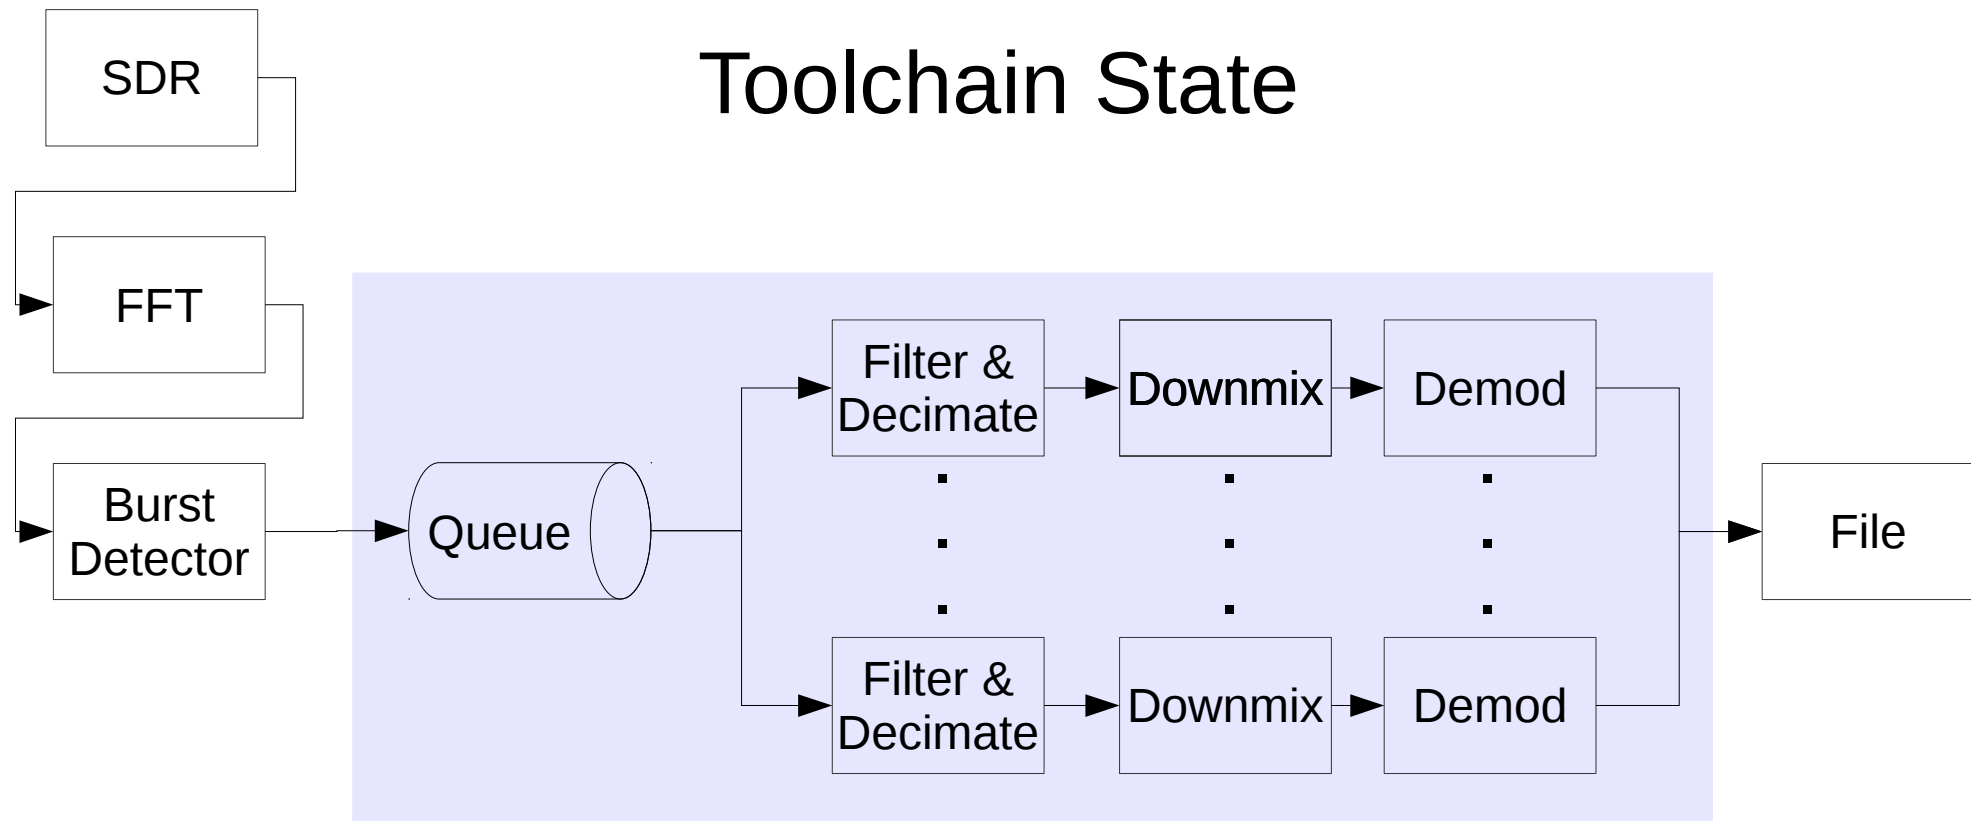 Toolchain State
SDR
FFT
Burst
Detector
Queue
Filter &
Decimate
Downmix
Demod
Filter &
Decimate
Downmix
Demod
File